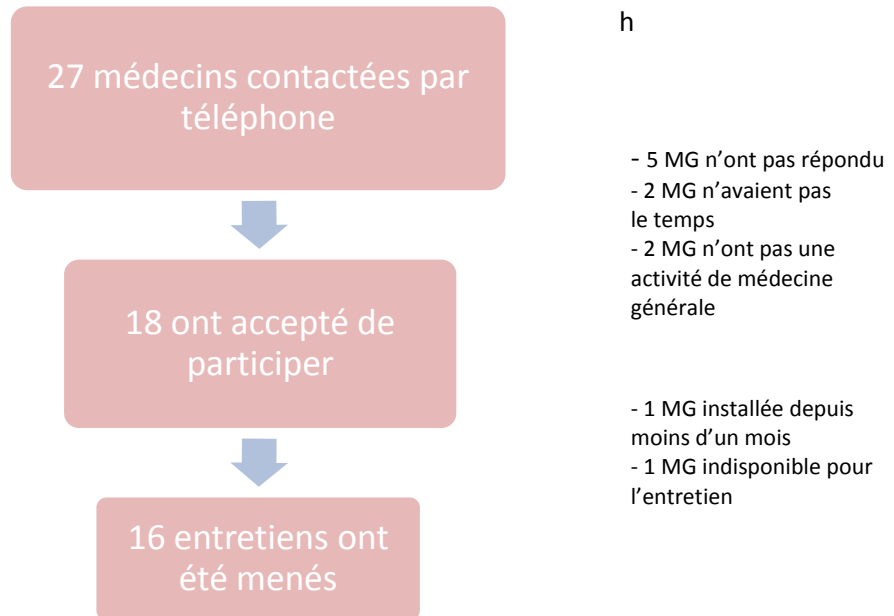 27 médecins contactées par
téléphone
h
- 5 MG n’ont pas répondu
- 2 MG n’avaient pas
le temps
- 2 MG n’ont pas une
activité de médecine
générale
18 ont accepté de
participer
- 1 MG installée depuis
moins d’un mois
- 1 MG indisponible pour
l’entretien
16 entretiens ont
été menés